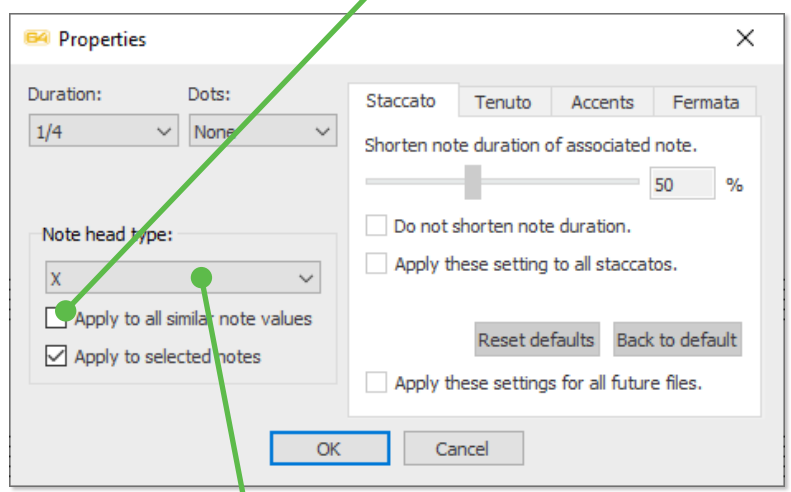 64 Properties
Duration: Dots:
1/4 None
Note head type:
X
Apply to all similar note values
Apply to selected notes
Staccato Tenuto Accents Fermata
Shorten note duration of associated note.
50 %
Do not shorten note duration.
Apply these setting to all staccatos.
Reset defaults Back to default
Apply these settings for all future files.
OK Cancel